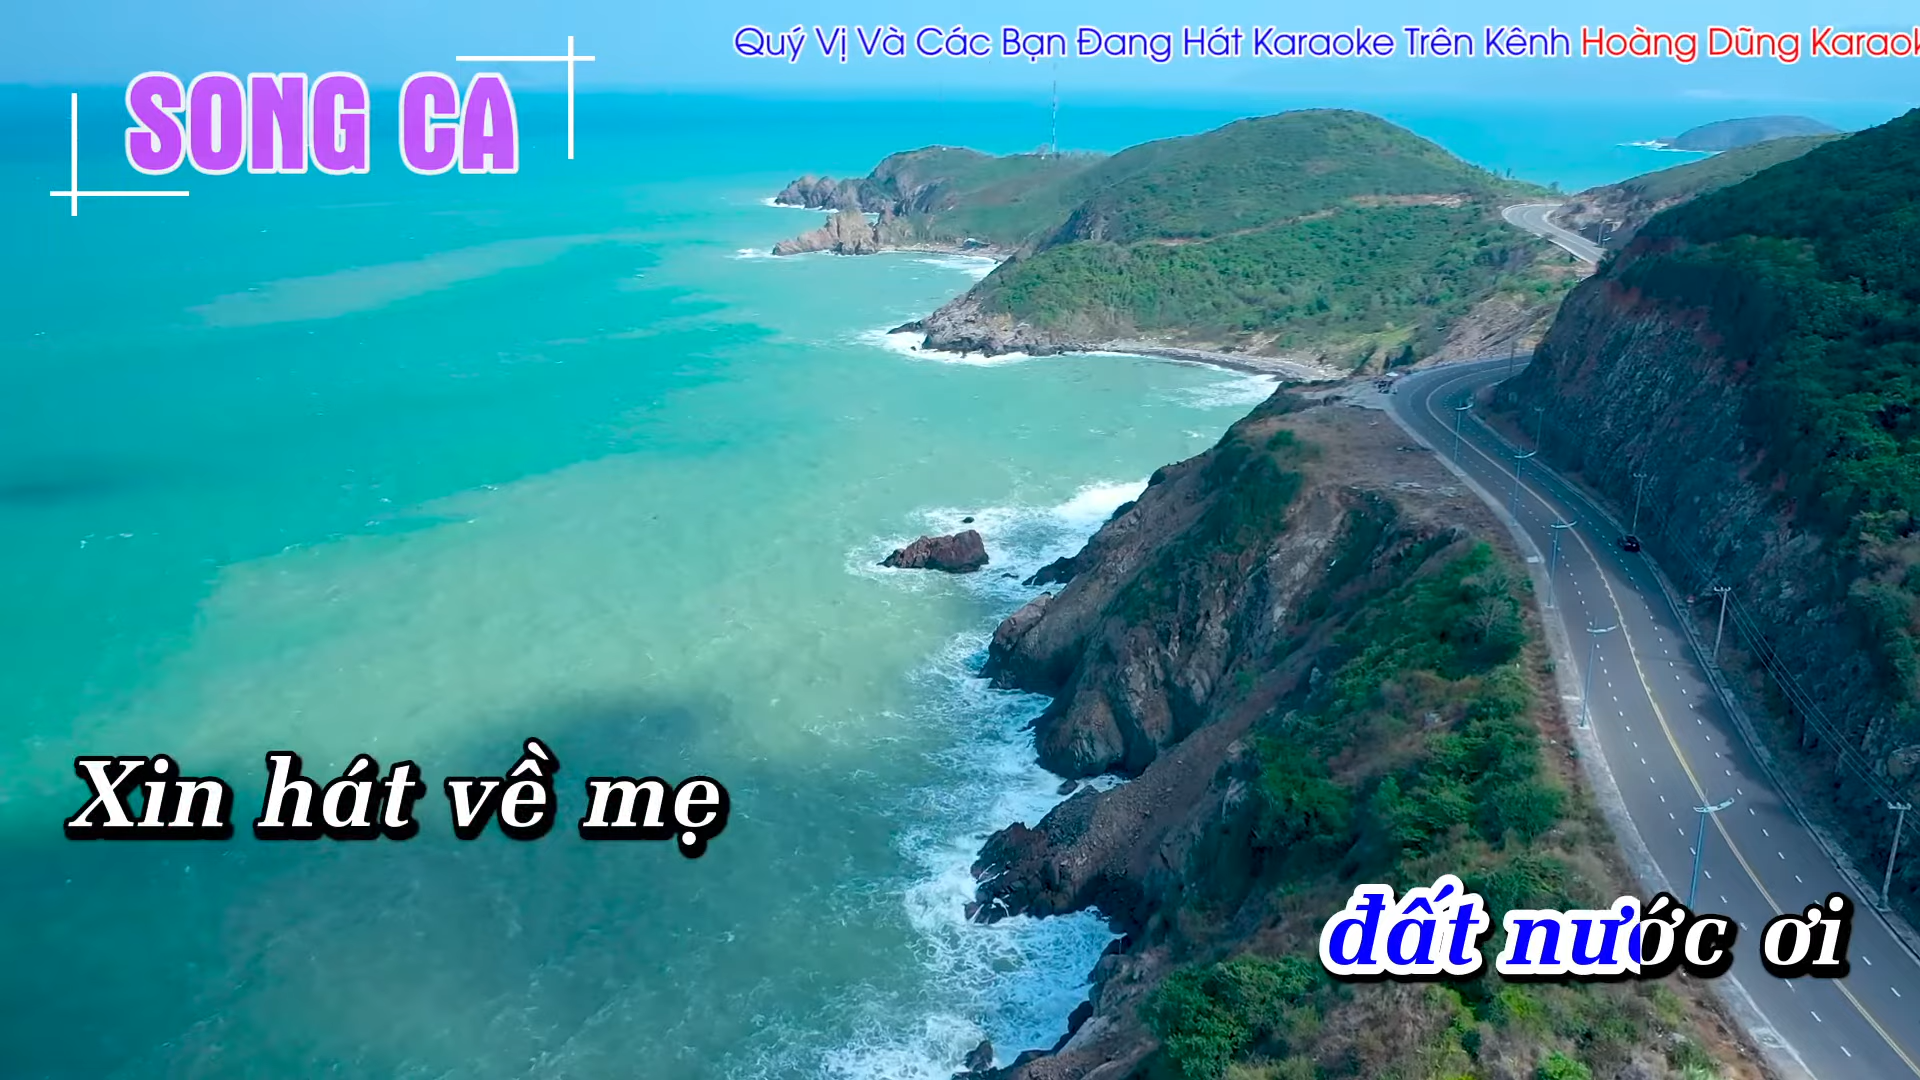 Quý Vị Và Các Bạn Đang Hát Karaoke Trên Kênh Hoàng Dũng Karaok
SONG CA
Xin hát về mẹ
đất nước ơi